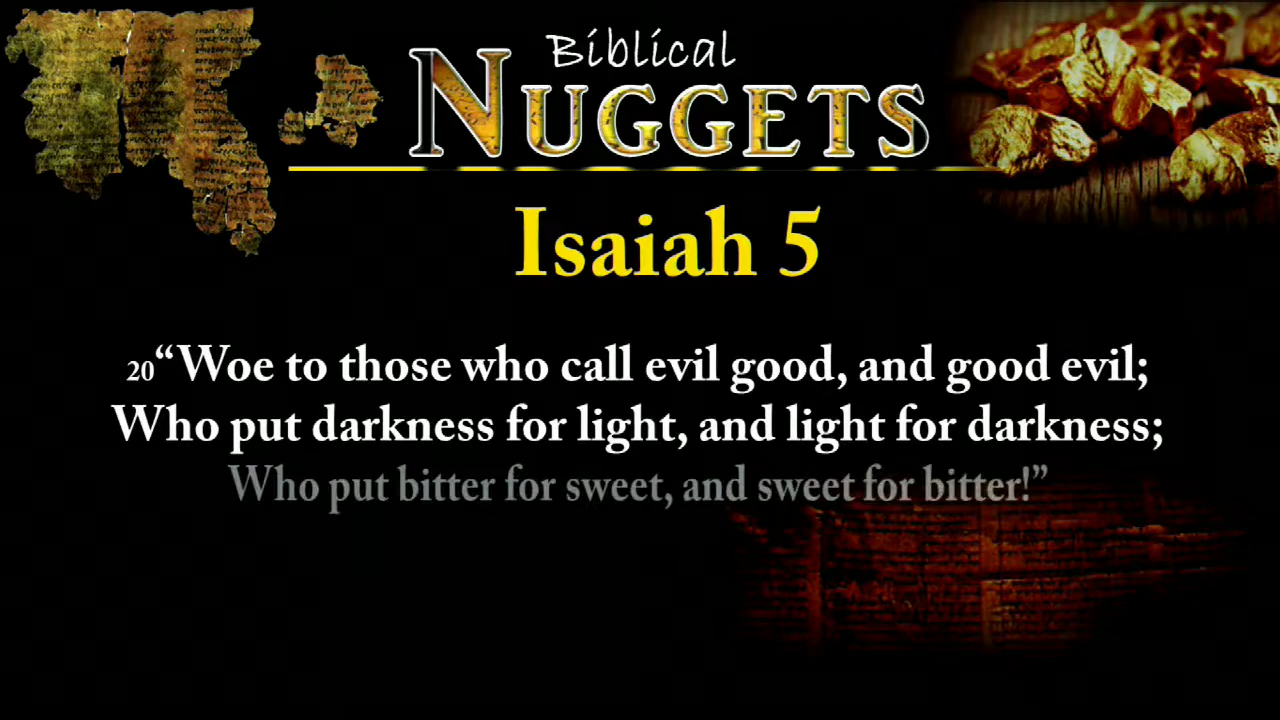 Biblical
NUGGETS
Isaiah 5
20“Woe to those who call evil good, and good evil;
Who put darkness for light, and light for darkness;
Who put bitter for sweet, and sweet for bitter!”